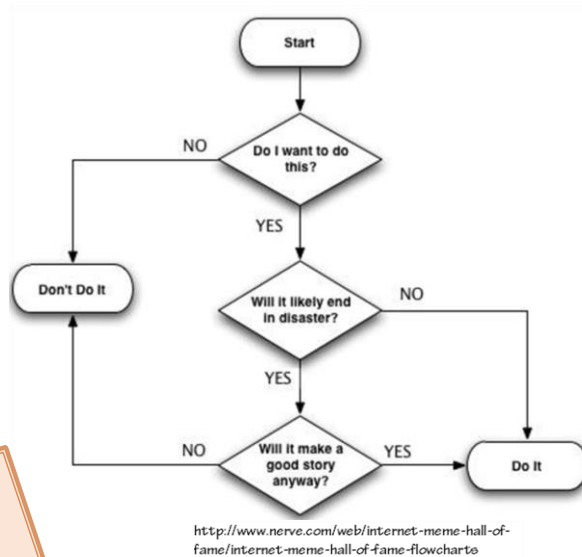 Start
Do I want to do
this?
NO
YES
Don't Do It
Will it likely end
in disaster?
NO
YES
Will it make a
good story
anyway?
NO
YES
Do It
http://www.nerve.com/web/internet-meme-hall-of-
fame/internet-meme-hall-of-fame-flowcharts